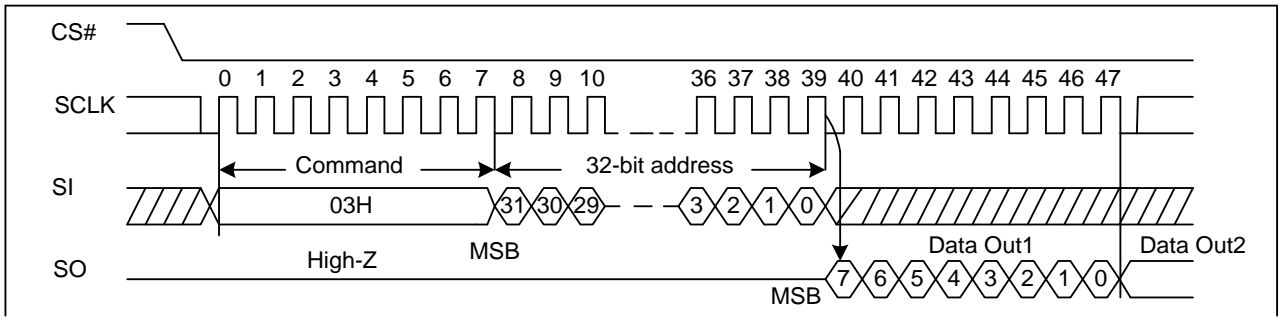 CS#
0 1 2 3 4 5 6 7 8 9 10 36 37 38 39 40 41 42 43 44 45 46 47
SCLK
Command 32-bit address
SI
03H 31 30 29 3 2 1 0
High-Z MSB Data Out1 Data Out2
SO
MSB 7 6 5 4 3 2 1 0